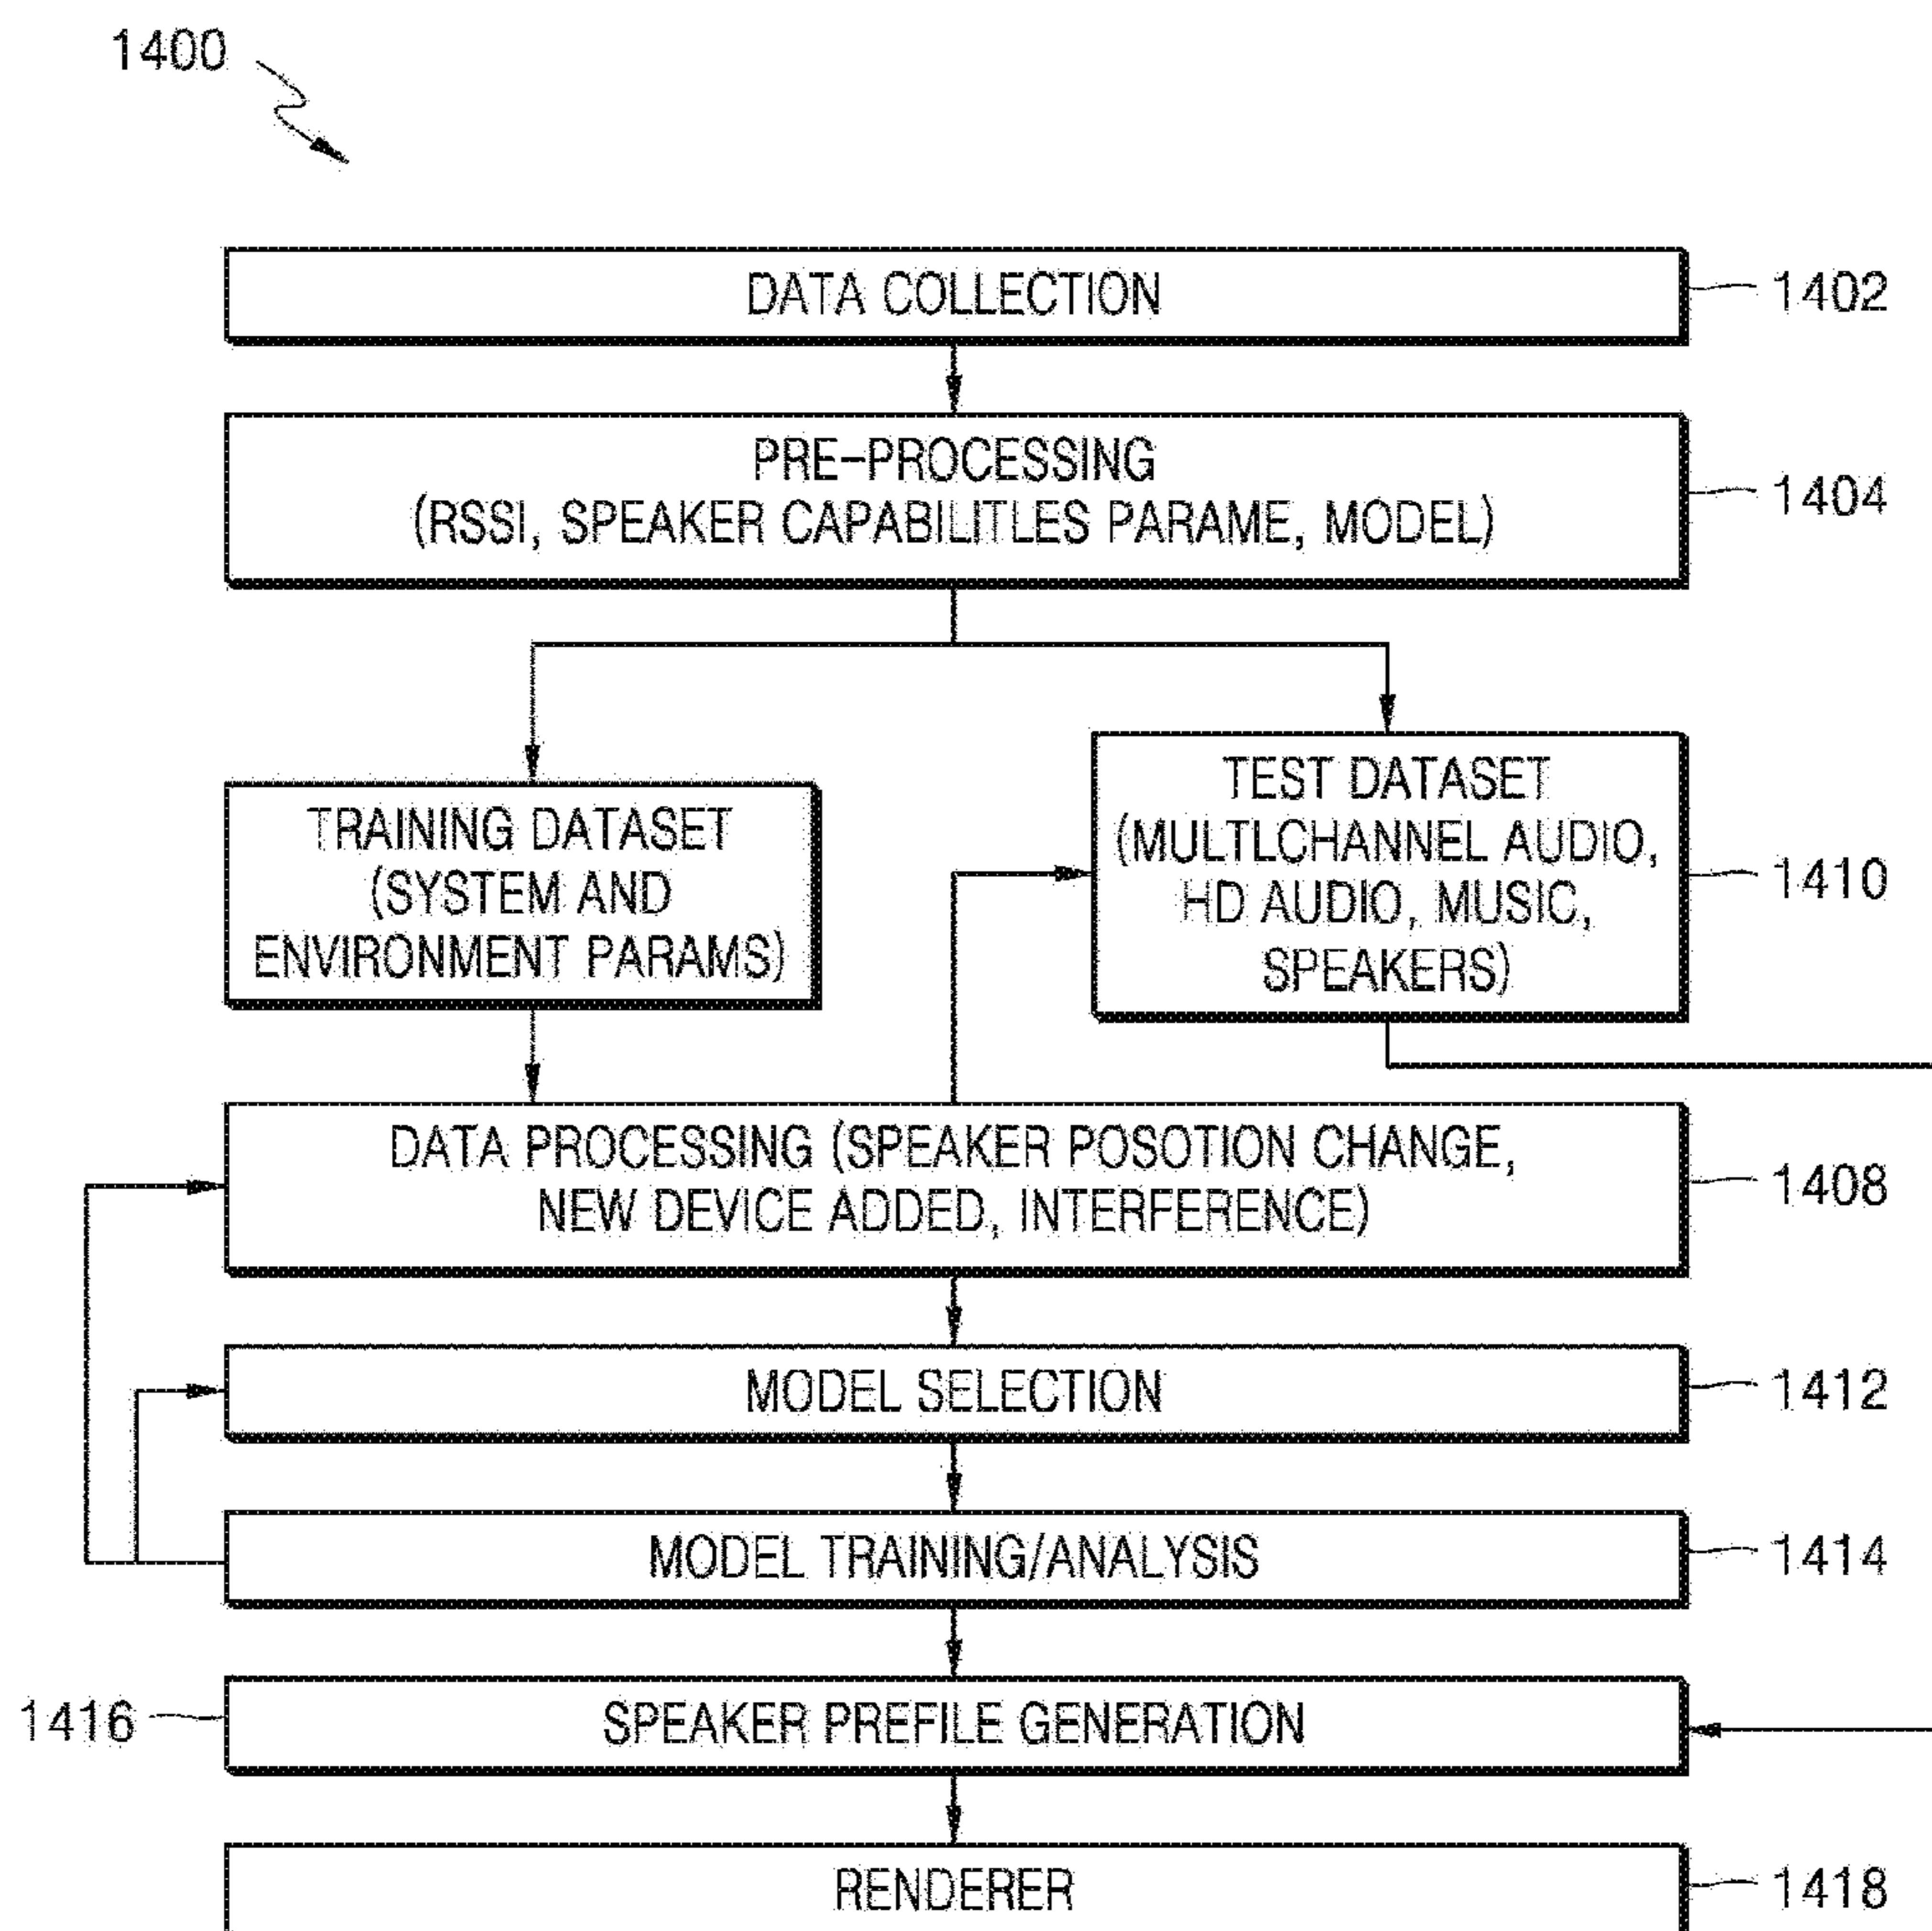 1400
DATA COLLECTION
1402
PRE-PROCESSING
(RSSI, SPEAKER CAPABILITLES PARAME, MODEL)
1404
TRAINING DATASET
(SYSTEM AND
ENVIRONMENT PARAMS)
TEST DATASET
(MULTLCHANNEL AUDIO,
HD AUDIO, MUSIC,
SPEAKERS)
1410
DATA PROCESSING (SPEAKER POSOTION CHANGE,
NEW DEVICE ADDED, INTERFERENCE)
1408
MODEL SELECTION
1412
MODEL TRAINING/ANALYSIS
1414
1416
SPEAKER PREFILE GENERATION
RENDERER
1418